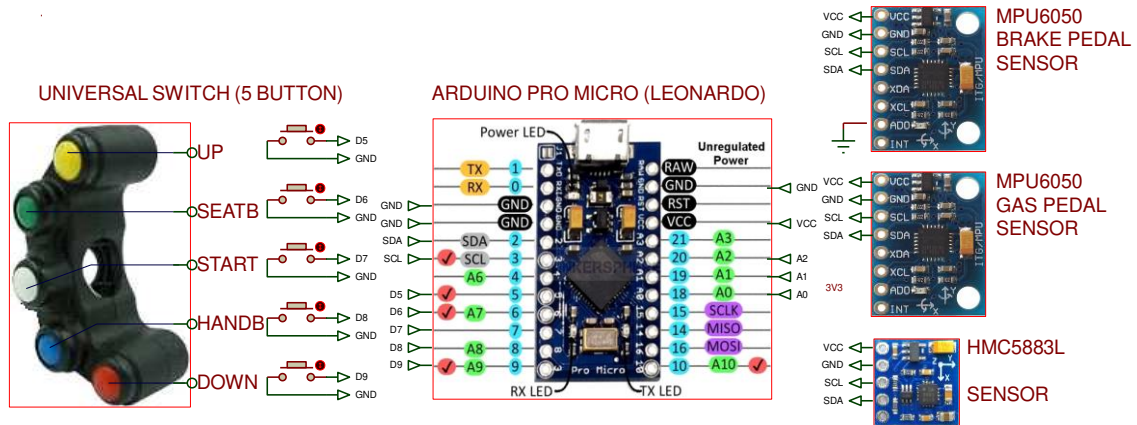 UNIVERSAL SWITCH (5 BUTTON)
UP
D5
GND
SEATB
D6
GND
START
D7
GND
HANDB
D8
GND
DOWN
D9
GND
ARDUINO PRO MICRO (LEONARDO)
Power LED
Unregulated
Power
TX 1
RX 0
GND GND
GND GND
SDA SDA 2
SCL SCL 3
A6 4
D5 5
D6 A7 6
D7 7
D8 A8 8
D9 A9 9
RAW
GND GND
RST
VCC VCC
21 A3
20 A2 A2
19 A1 A1
18 A0 A0
15 SCLK
14 MISO
16 MOSI
10 A10
Pro Micro
RX LED
TX LED
MPU6050
BRAKE PEDAL
SENSOR
VCC VCC
GND GND
SCL SCL
SDA SDA
XDA
XCL
ADO
INT
ITG/MPU
X
Y
MPU6050
GAS PEDAL
SENSOR
VCC VCC
GND GND
SCL SCL
SDA SDA
XDA
XCL
3V3 ADO
INT
ITG/MPU
X
Y
HMC5883L
SENSOR
VCC
GND
SCL
SDA
X